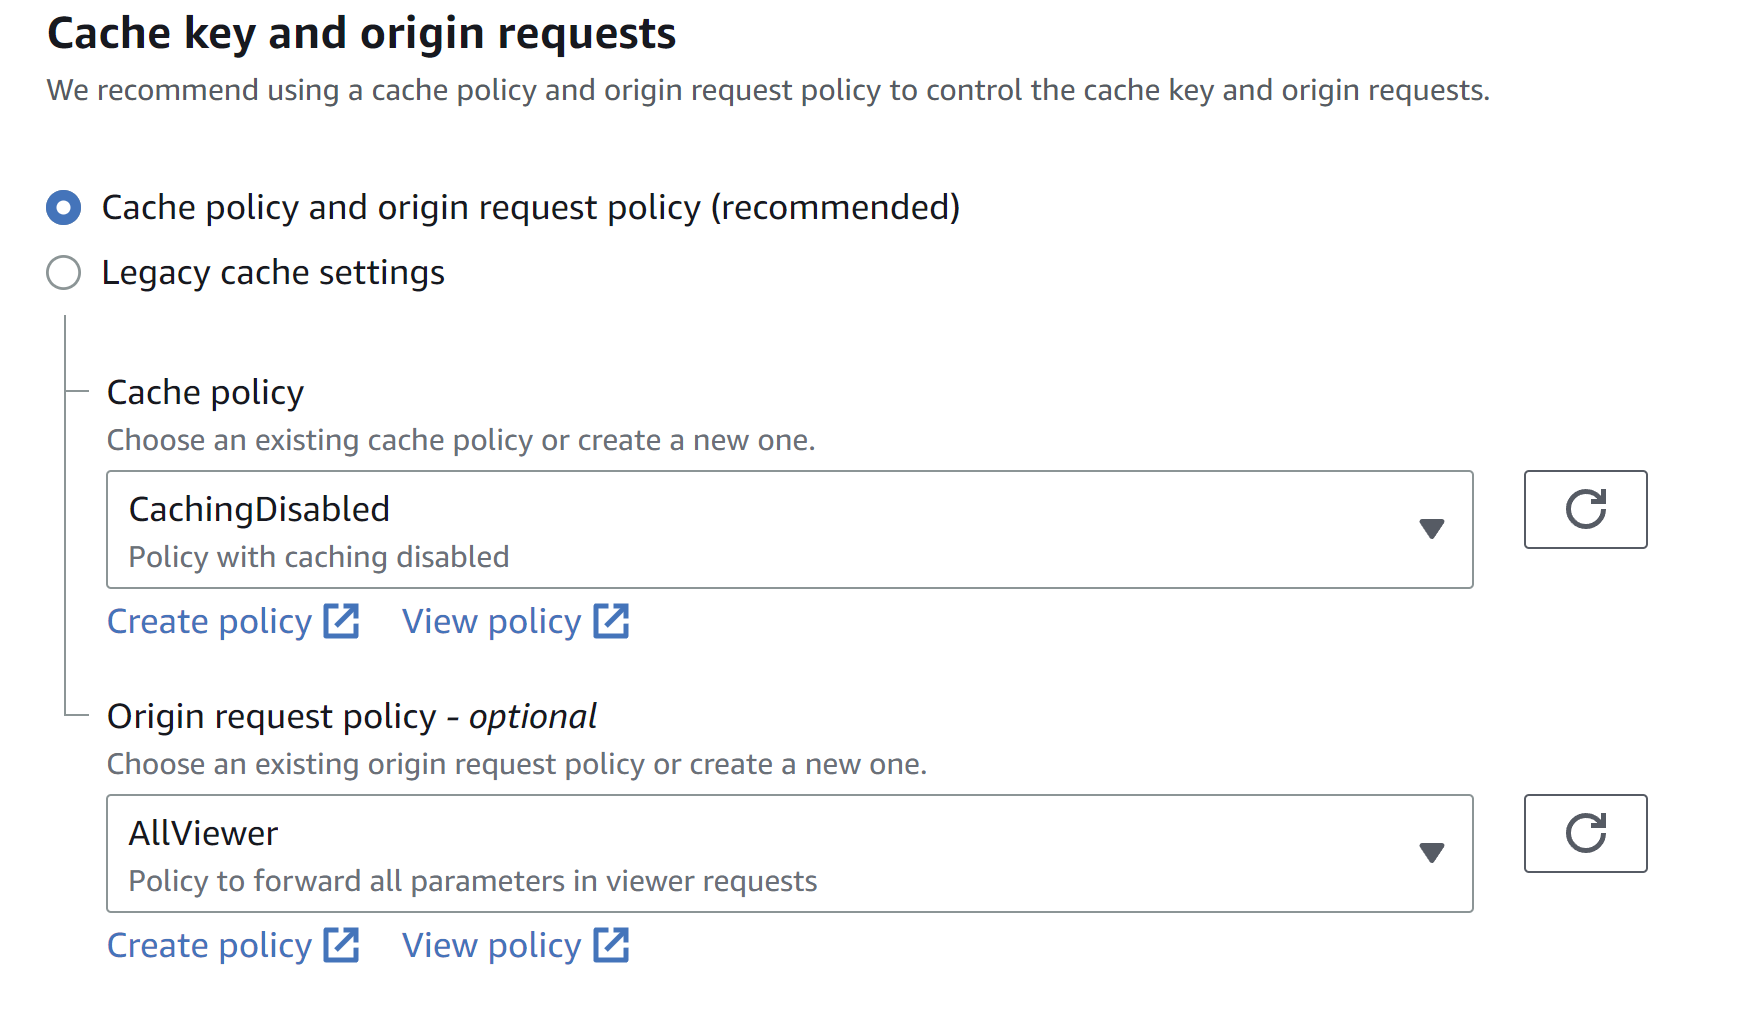 Cache key and origin requests
We recommend using a cache policy and origin request policy to control the cache key and origin requests.
Cache policy and origin request policy (recommended)
Legacy cache settings
Cache policy
Choose an existing cache policy or create a new one.
CachingDisabled
Policy with caching disabled
Create policy View policy
Origin request policy - optional
Choose an existing origin request policy or create a new one.
AllViewer
Policy to forward all parameters in viewer requests
Create policy View policy